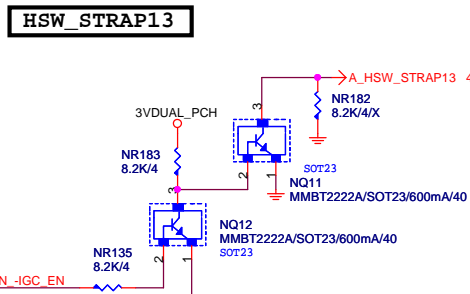 HSW_STRAP13
A_HSW_STRAP13
3
NR182
8.2K/4/X
3VDUAL_PCH
NR183
8.2K/4
SOT23
2
1
NQ11
MMBT2222A/SOT23/600mA/40
3
NQ12
MMBT2222A/SOT23/600mA/40
SOT23
NR135
8.2K/4
2
1
N_-IGC_EN